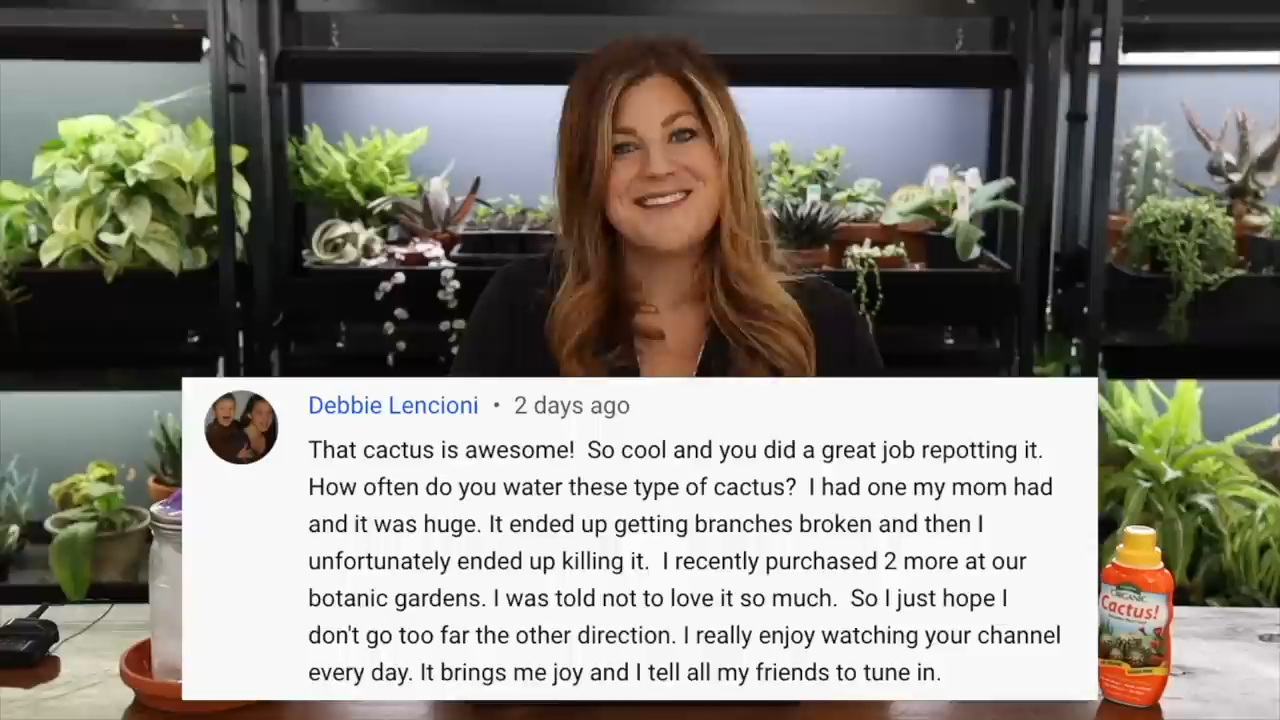 Debbie Lencioni • 2 days ago
That cactus is awesome!  So cool and you did a great job repotting it.
How often do you water these type of cactus?  I had one my mom had
and it was huge. It ended up getting branches broken and then I
unfortunately ended up killing it.  I recently purchased 2 more at our
botanic gardens. I was told not to love it so much.  So I just hope I
don't go too far the other direction. I really enjoy watching your channel
every day. It brings me joy and I tell all my friends to tune in.
ORGANIC
Cactus!